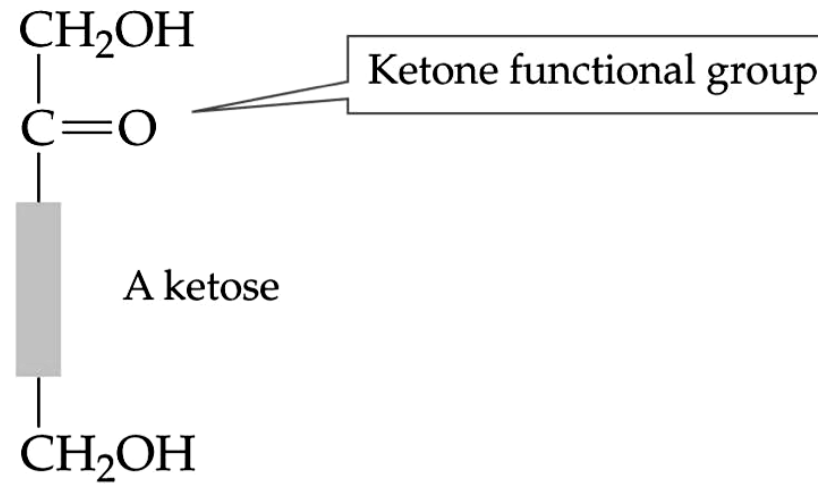 CH₂OH
Ketone functional group
C=O
A ketose
CH₂OH